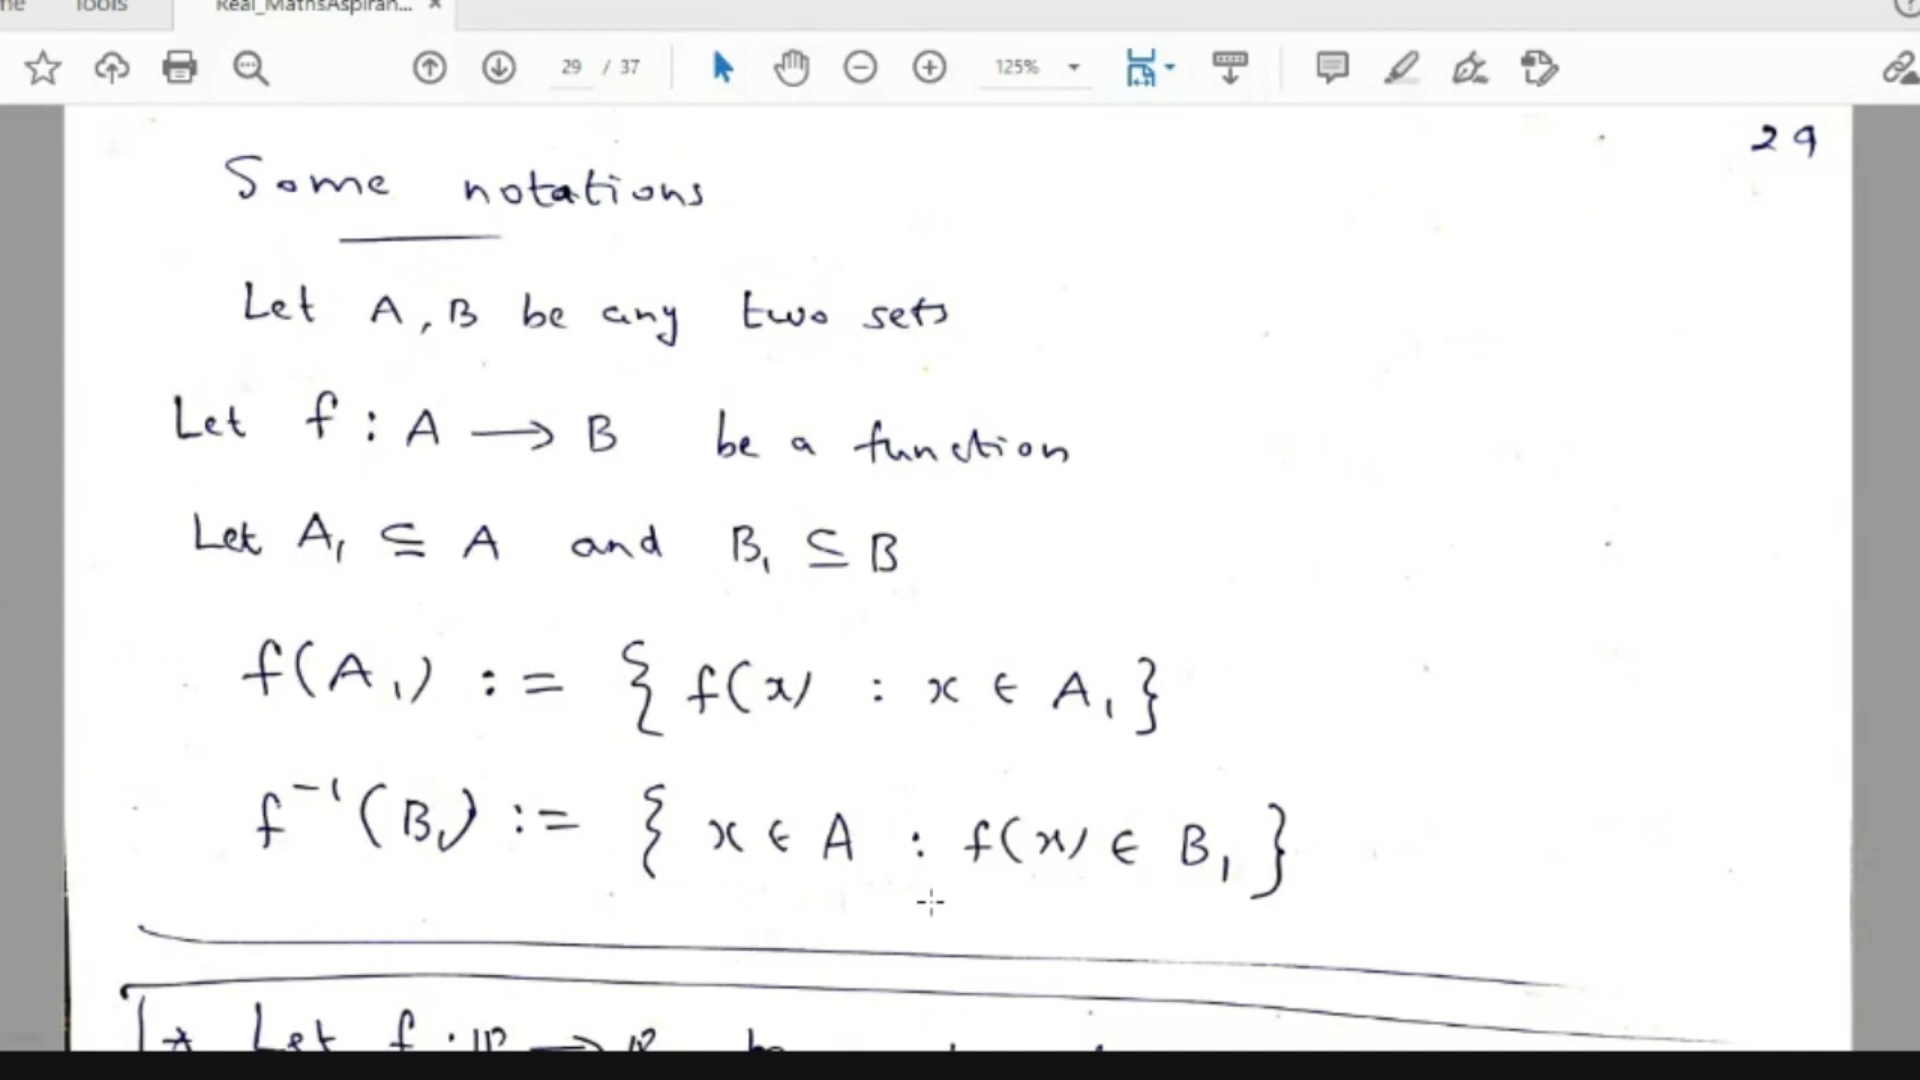 Tools
Real_MathsAspiran... ×
29 / 37
125%
29
Some notations
Let A, B be any two sets
Let f : A ⟶ B be a function
Let A₁ ⊆ A and B₁ ⊆ B
f(A₁) := { f(x) : x ∈ A₁ }
f⁻¹(B₁) := { x ∈ A : f(x) ∈ B₁ }
Let f : ℝ ⟶ ℝ